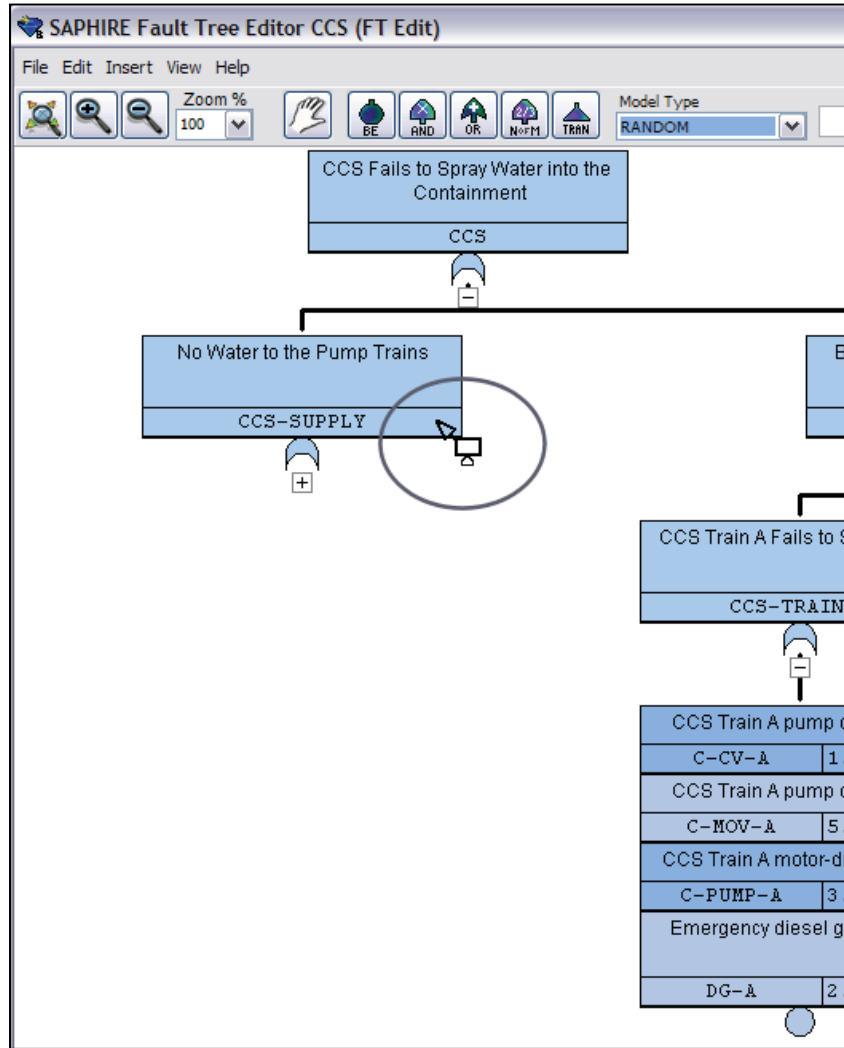 SAPHIRE Fault Tree Editor CCS (FT Edit)
File Edit Insert View Help
Zoom %
100
BE
AND
OR
2/3
NofM
TRAN
Model Type
RANDOM
CCS Fails to Spray Water into the
Containment
CCS
No Water to the Pump Trains
CCS-SUPPLY
CCS Train A Fails to S
CCS-TRAIN
CCS Train A pump
C-CV-A 1.
CCS Train A pump
C-MOV-A 5.
CCS Train A motor-d
C-PUMP-A 3.
Emergency diesel g
DG-A 2.